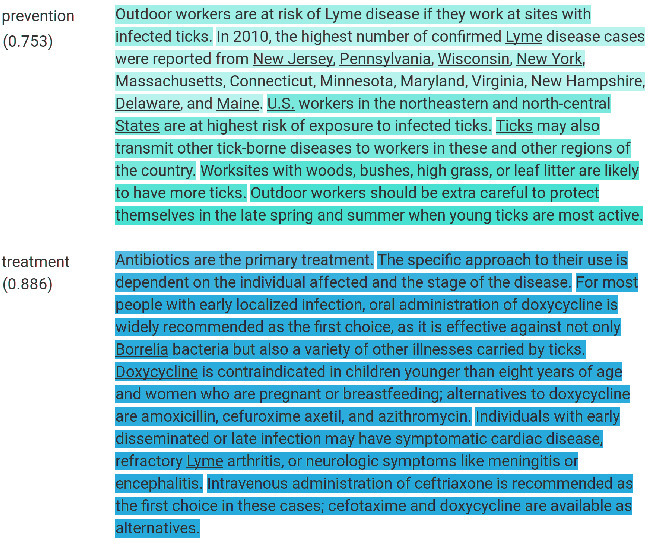 prevention
(0.753)
Outdoor workers are at risk of Lyme disease if they work at sites with
infected ticks. In 2010, the highest number of confirmed Lyme disease cases
were reported from New Jersey, Pennsylvania, Wisconsin, New York,
Massachusetts, Connecticut, Minnesota, Maryland, Virginia, New Hampshire,
Delaware, and Maine. U.S. workers in the northeastern and north-central
States are at highest risk of exposure to infected ticks. Ticks may also
transmit other tick-borne diseases to workers in these and other regions of
the country. Worksites with woods, bushes, high grass, or leaf litter are likely
to have more ticks. Outdoor workers should be extra careful to protect
themselves in the late spring and summer when young ticks are most active.
treatment
(0.886)
Antibiotics are the primary treatment. The specific approach to their use is
dependent on the individual affected and the stage of the disease. For most
people with early localized infection, oral administration of doxycycline is
widely recommended as the first choice, as it is effective against not only
Borrelia bacteria but also a variety of other illnesses carried by ticks.
Doxycycline is contraindicated in children younger than eight years of age
and women who are pregnant or breastfeeding; alternatives to doxycycline
are amoxicillin, cefuroxime axetil, and azithromycin. Individuals with early
disseminated or late infection may have symptomatic cardiac disease,
refractory Lyme arthritis, or neurologic symptoms like meningitis or
encephalitis. Intravenous administration of ceftriaxone is recommended as
the first choice in these cases; cefotaxime and doxycycline are available as
alternatives.